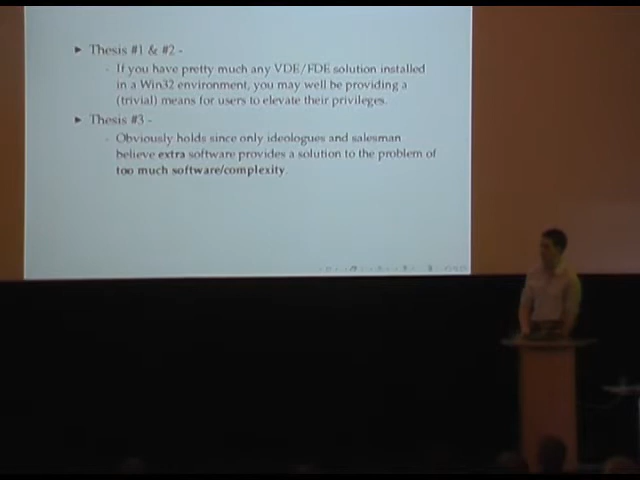 Thesis #1 & #2 -
- If you have pretty much any VDE/FDE solution installed
in a Win32 environment, you may well be providing a
(trivial) means for users to elevate their privileges.
Thesis #3 -
- Obviously holds since only ideologues and salesman
believe extra software provides a solution to the problem of
too much software/complexity.